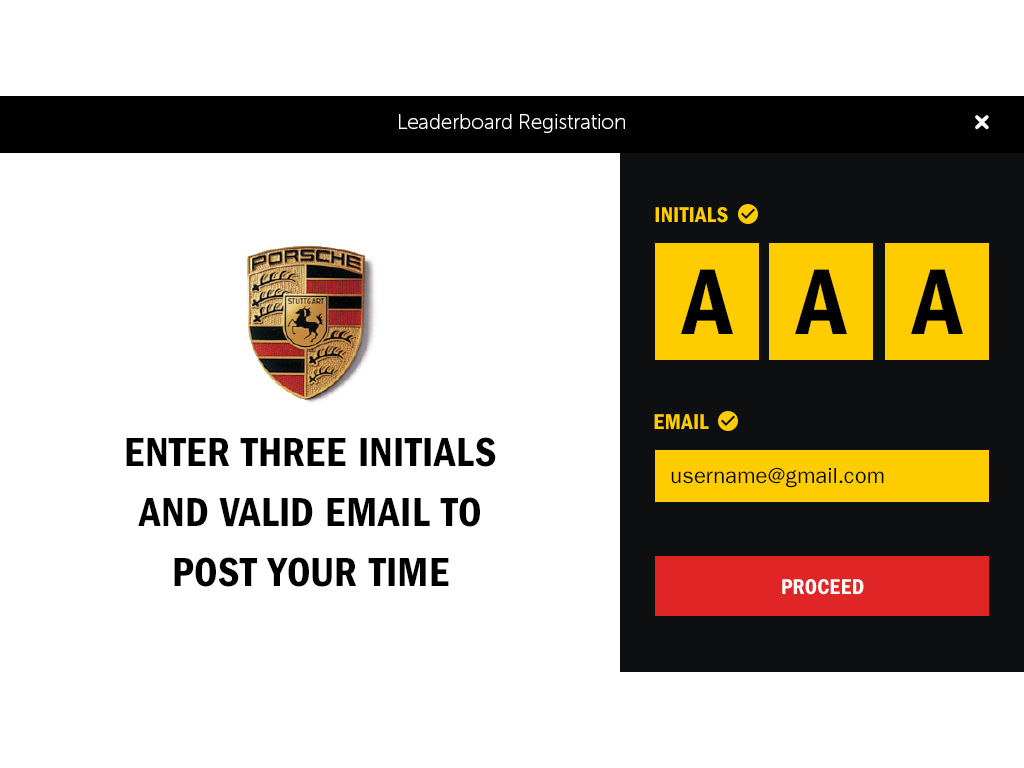 Leaderboard Registration
PORSCHE
STUTTGART
ENTER THREE INITIALS
AND VALID EMAIL TO
POST YOUR TIME
INITIALS
A A A
EMAIL
username@gmail.com
PROCEED